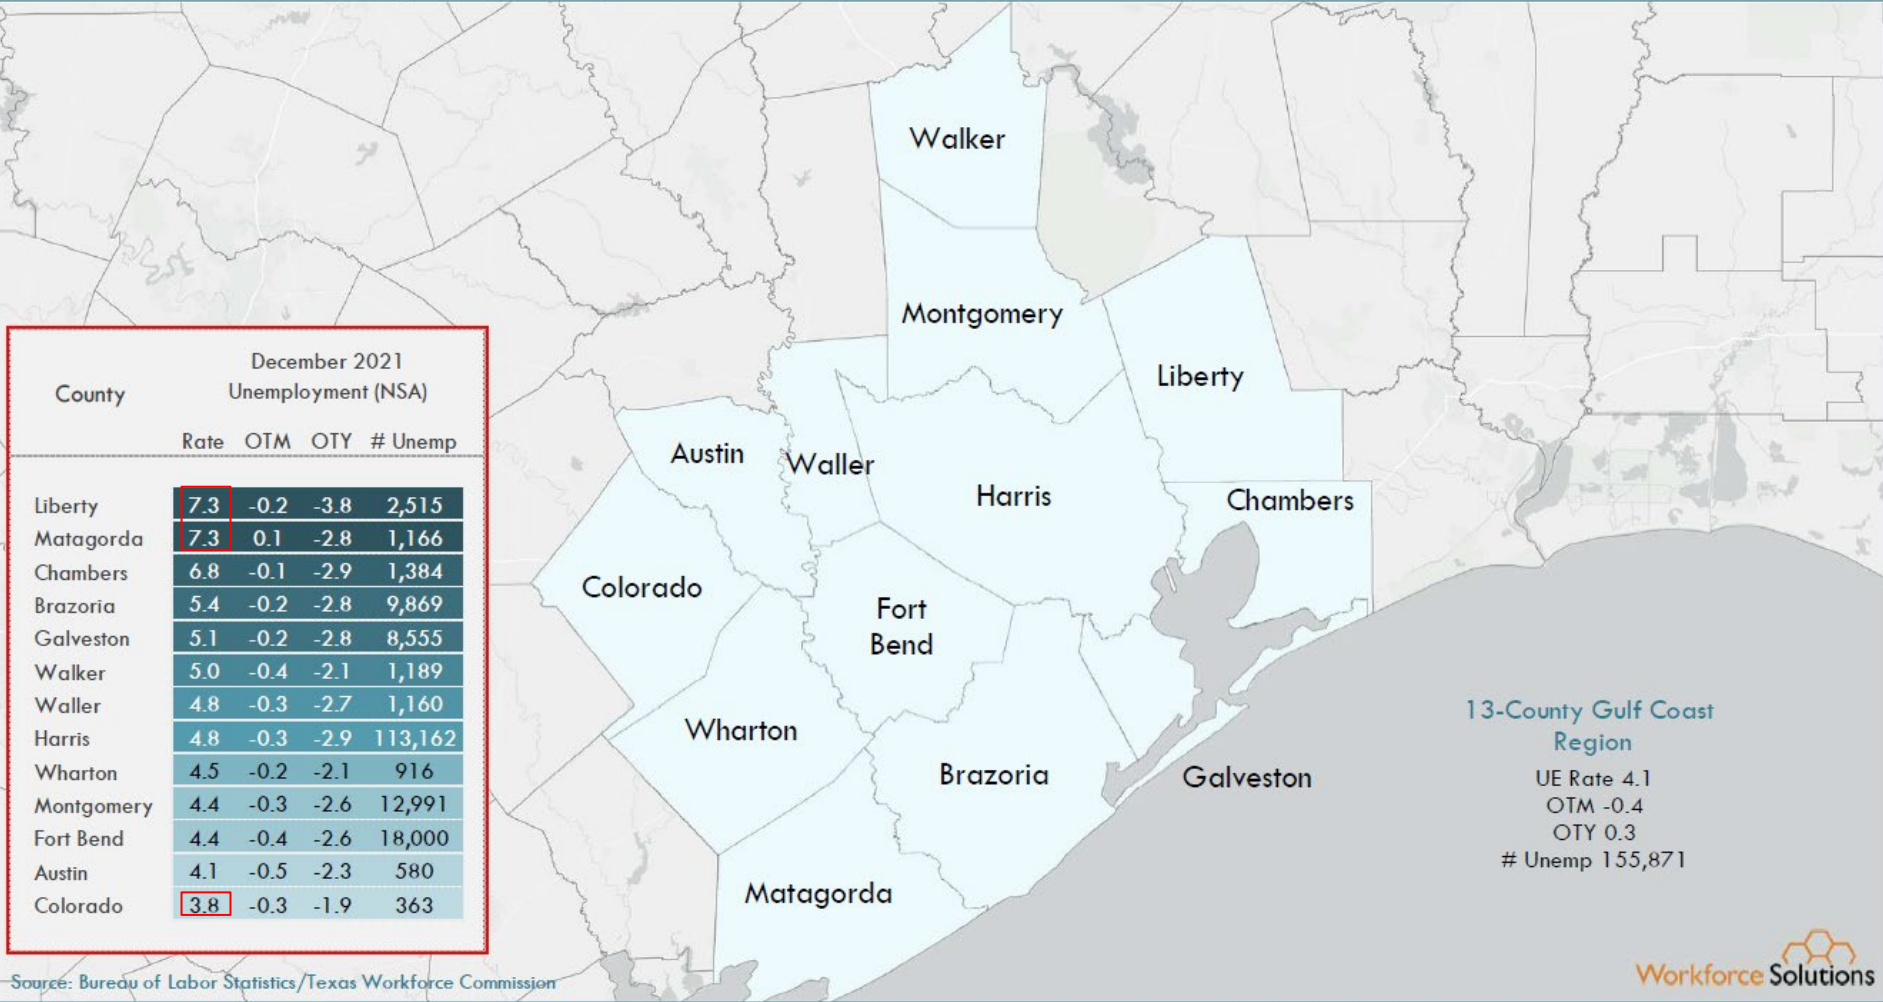 December 2021
County
Unemployment (NSA)
Rate OTM OTY # Unemp
Liberty 7.3 -0.2 -3.8 2,515
Matagorda 7.3 0.1 -2.8 1,166
Chambers 6.8 -0.1 -2.9 1,384
Brazoria 5.4 -0.2 -2.8 9,869
Galveston 5.1 -0.2 -2.8 8,555
Walker 5.0 -0.4 -2.1 1,189
Waller 4.8 -0.3 -2.7 1,160
Harris 4.8 -0.3 -2.9 113,162
Wharton 4.5 -0.2 -2.1 916
Montgomery 4.4 -0.3 -2.6 12,991
Fort Bend 4.4 -0.4 -2.6 18,000
Austin 4.1 -0.5 -2.3 580
Colorado 3.8 -0.3 -1.9 363
Source: Bureau of Labor Statistics/Texas Workforce Commission
Walker
Montgomery
Liberty
Austin
Waller
Harris
Chambers
Colorado
Fort
Bend
Wharton
Brazoria
Galveston
Matagorda
13-County Gulf Coast
Region
UE Rate 4.1
OTM -0.4
OTY 0.3
# Unemp 155,871
Workforce Solutions